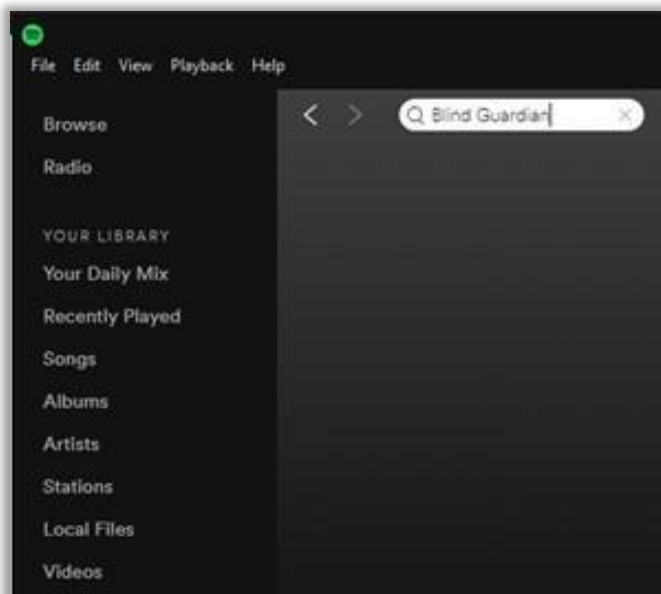 File Edit View Playback Help
Blind Guardian
Browse
Radio
YOUR LIBRARY
Your Daily Mix
Recently Played
Songs
Albums
Artists
Stations
Local Files
Videos